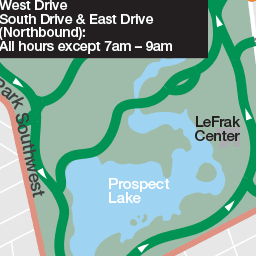 West Drive
South Drive & East Drive
(Northbound):
All hours except 7am – 9am
Park Southwest
LeFrak
Center
Prospect
Lake